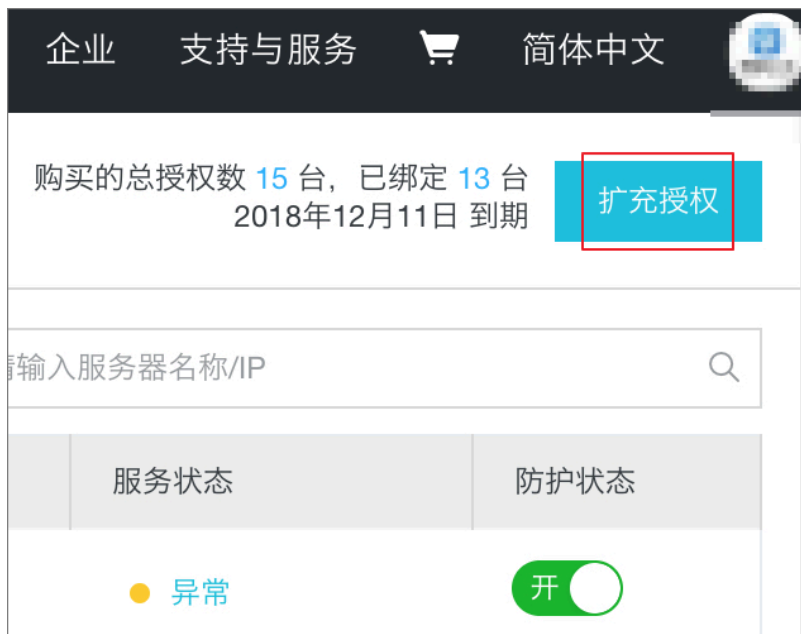 企业 支持与服务 简体中文
购买的总授权数 15 台，已绑定 13 台
2018年12月11日 到期
扩充授权
输入服务器名称/IP
服务状态 防护状态
异常 开